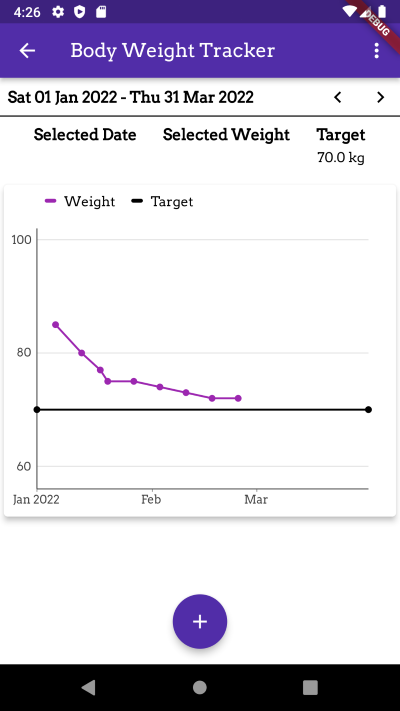 4:26
DEBUG
Body Weight Tracker
Sat 01 Jan 2022 - Thu 31 Mar 2022
Selected Date Selected Weight Target
70.0 kg
Weight Target
100
80
60
Jan 2022 Feb Mar